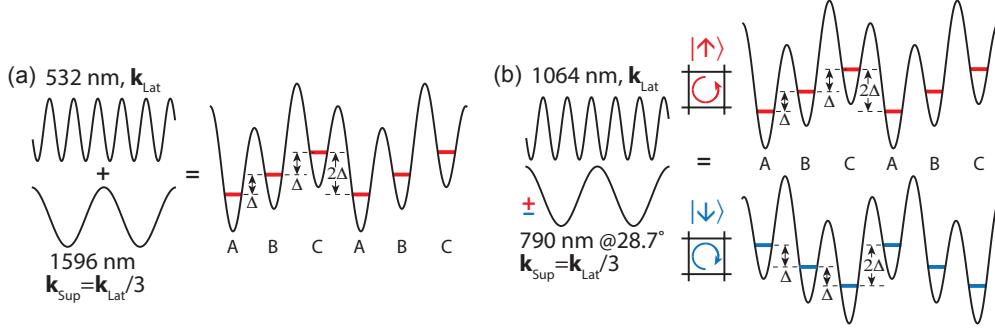 (a)
532 nm, k_Lat
+
=
1596 nm
k_Sup=k_Lat/3
Δ
Δ
2Δ
A B C A B C
(b)
1064 nm, k_Lat
±
=
790 nm @28.7°
k_Sup=k_Lat/3
|↑⟩
Δ
Δ
2Δ
A B C A B C
|↓⟩
Δ
Δ
2Δ